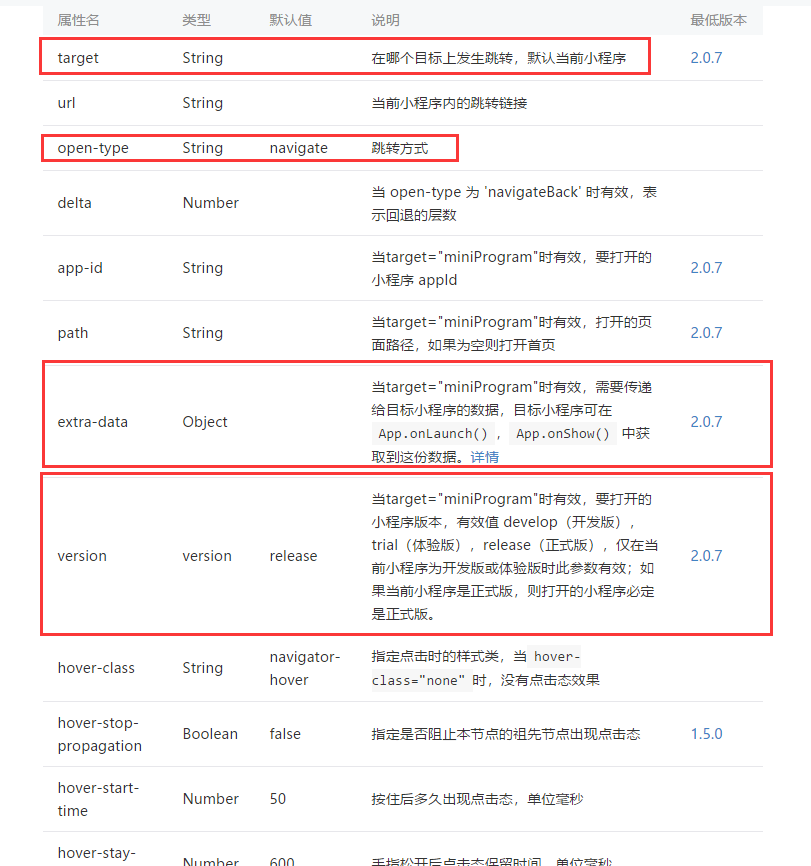 属性名 类型 默认值 说明 最低版本
target String 在哪个目标上发生跳转，默认当前小程序 2.0.7
url String 当前小程序内的跳转链接
open-type String navigate 跳转方式
delta Number 当 open-type 为 'navigateBack' 时有效，表
示回退的层数
app-id String 当target="miniProgram"时有效，要打开的
小程序 appId 2.0.7
path String 当target="miniProgram"时有效，打开的页
面路径，如果为空则打开首页 2.0.7
extra-data Object 当target="miniProgram"时有效，需要传递
给目标小程序的数据，目标小程序可在
App.onLaunch() ，App.onShow() 中获
取到这份数据。详情 2.0.7
version version release 当target="miniProgram"时有效，要打开的
小程序版本，有效值 develop（开发版），
trial（体验版），release（正式版），仅在当
前小程序为开发版或体验版时此参数有效；如
果当前小程序是正式版，则打开的小程序必定
是正式版。 2.0.7
hover-class String navigator-
hover 指定点击时的样式类，当 hover-
class="none" 时，没有点击态效果
hover-stop-
propagation Boolean false 指定是否阻止本节点的祖先节点出现点击态 1.5.0
hover-start-
time Number 50 按住后多久出现点击态，单位毫秒
hover-stay-
Number 600 手指松开后点击态保留时间，单位毫秒